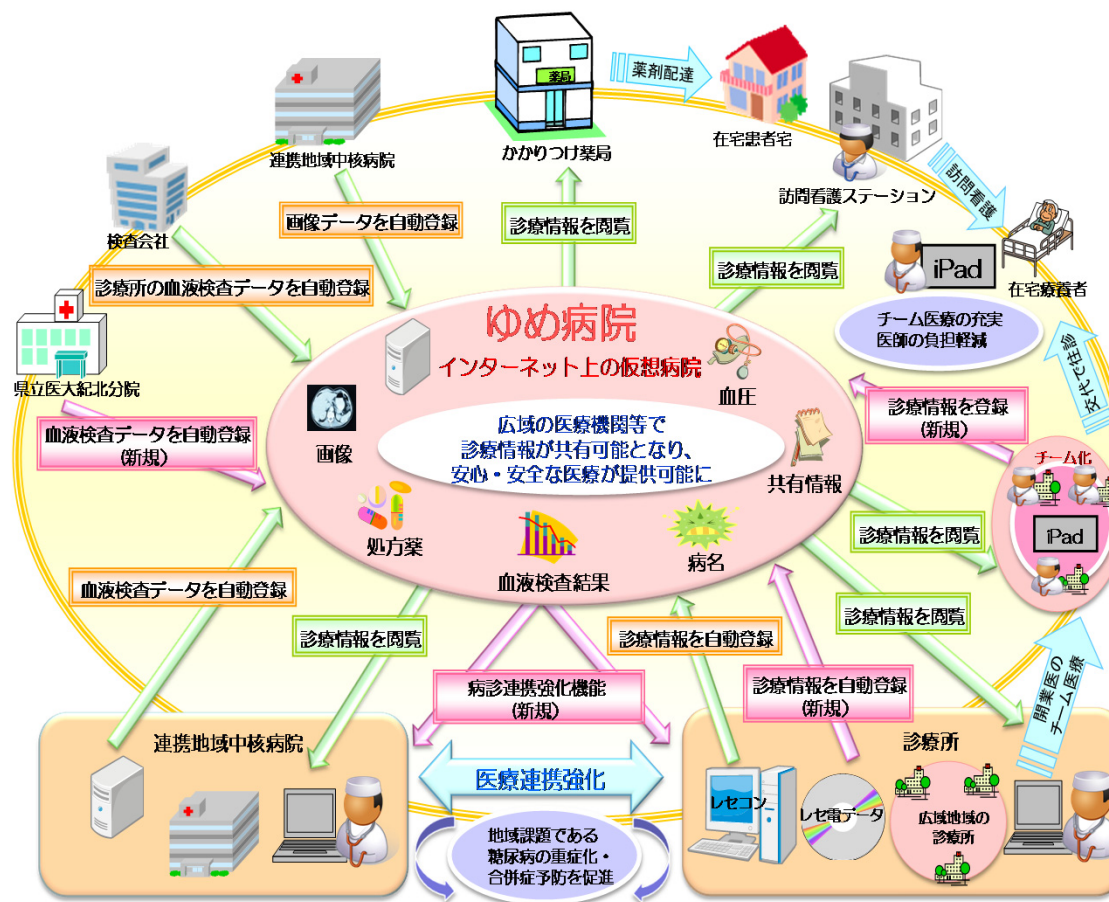 薬局
薬剤配達
連携地域中核病院
かかりつけ薬局
在宅患者宅
訪問看護ステーション
訪問看護
検査会社
画像データを自動登録
診療情報を閲覧
診療情報を閲覧
iPad
在宅療養者
診療所の血液検査データを自動登録
チーム医療の充実
医師の負担軽減
県立医大紀北分院
ゆめ病院
インターネット上の仮想病院
血圧
交代で往診
血液検査データを自動登録
(新規)
画像
広域の医療機関等で
診療情報が共有可能となり、
安心・安全な医療が提供可能に
診療情報を登録
(新規)
共有情報
チーム化
iPad
処方薬
血液検査結果
病名
診療情報を閲覧
血液検査データを自動登録
診療情報を閲覧
診療情報を自動登録
診療情報を閲覧
病診連携強化機能
(新規)
診療情報を自動登録
(新規)
開業医の
チーム医療
連携地域中核病院
診療所
医療連携強化
レセコン
レセ電データ
広域地域の
診療所
地域課題である
糖尿病の重症化・
合併症予防を促進